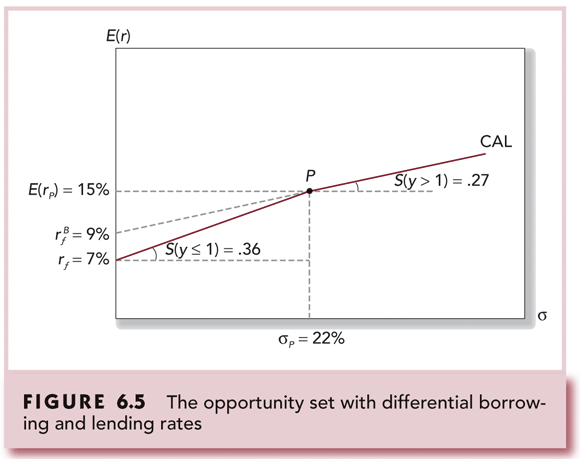 E(r)
CAL
P
S(y > 1) = .27
E(r_P) = 15%
r_f^B = 9%
S(y ≤ 1) = .36
r_f = 7%
σ
σ_P = 22%
FIGURE 6.5 The opportunity set with differential borrow-
ing and lending rates